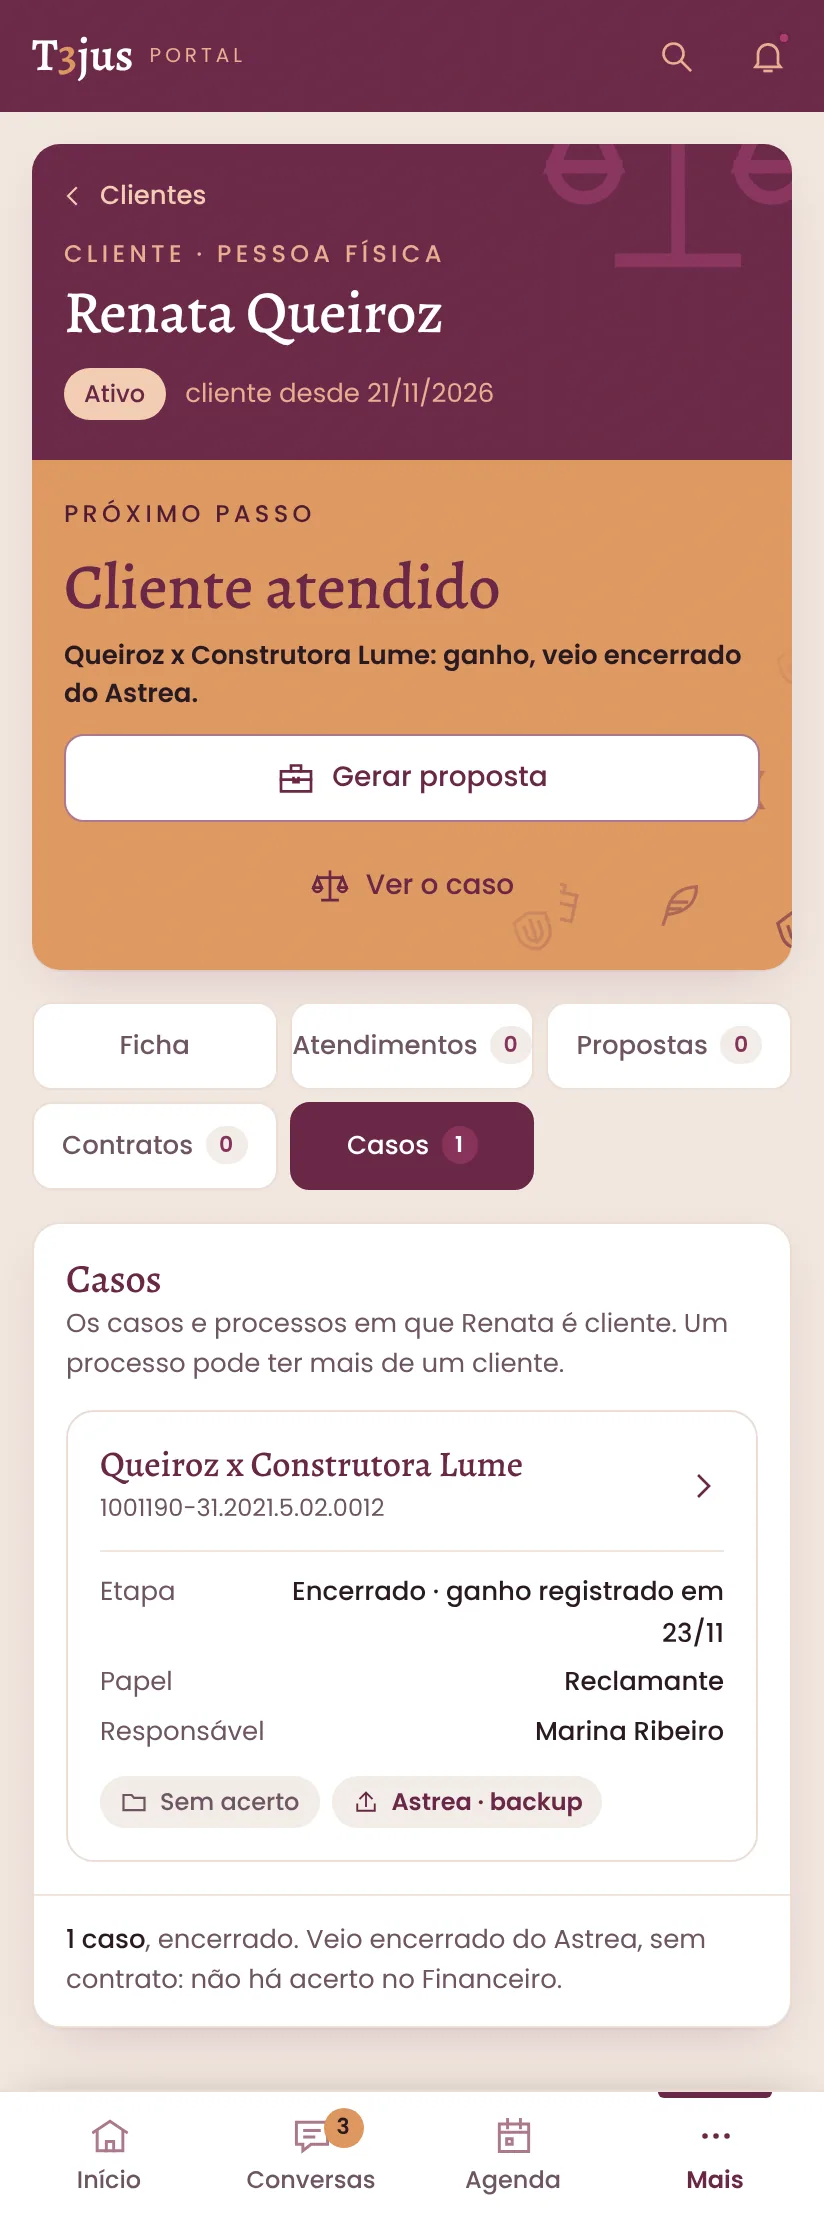 T3jus PORTAL
Clientes
CLIENTE · PESSOA FÍSICA
Renata Queiroz
Ativo cliente desde 21/11/2026
PRÓXIMO PASSO
Cliente atendido
Queiroz x Construtora Lume: ganho, veio encerrado
do Astrea.
Gerar proposta
Ver o caso
Ficha Atendimentos 0 Propostas 0
Contratos 0 Casos 1
Casos
Os casos e processos em que Renata é cliente. Um
processo pode ter mais de um cliente.
Queiroz x Construtora Lume
1001190-31.2021.5.02.0012
Etapa Encerrado · ganho registrado em
23/11
Papel Reclamante
Responsável Marina Ribeiro
Sem acerto Astrea · backup
1 caso, encerrado. Veio encerrado do Astrea, sem
contrato: não há acerto no Financeiro.
3
Início Conversas Agenda Mais